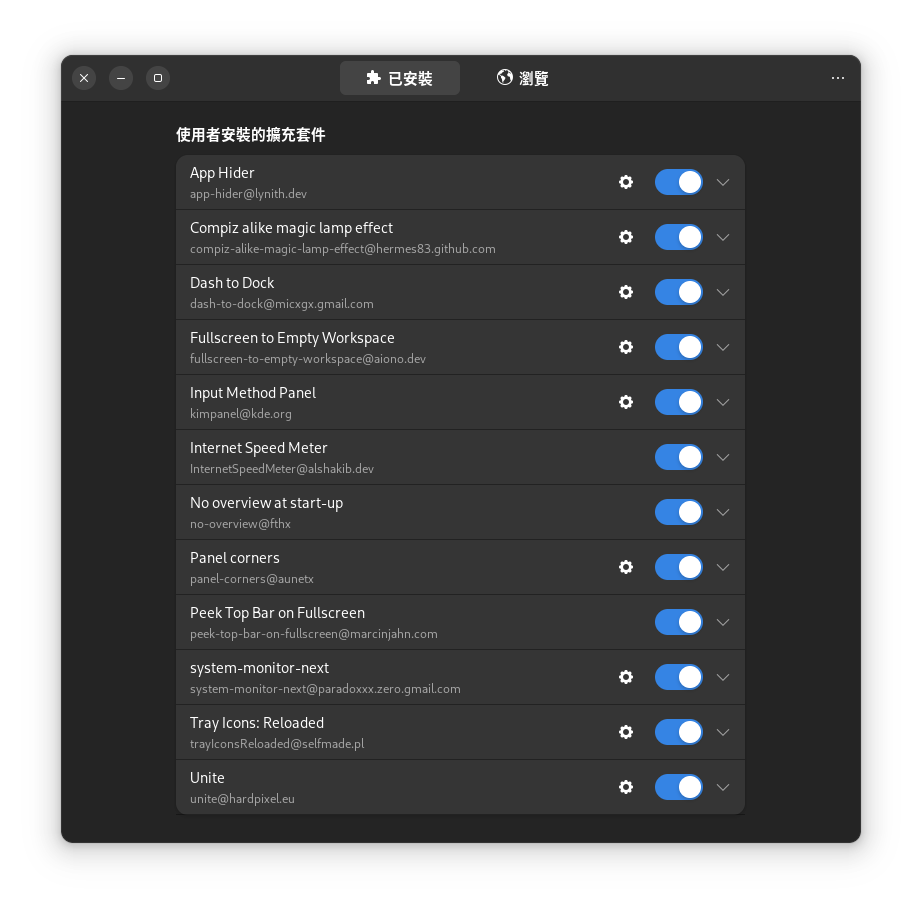 已安裝
瀏覽
使用者安裝的擴充套件
App Hider
app-hider@lynith.dev
Compiz alike magic lamp effect
compiz-alike-magic-lamp-effect@hermes83.github.com
Dash to Dock
dash-to-dock@micxgx.gmail.com
Fullscreen to Empty Workspace
fullscreen-to-empty-workspace@aiono.dev
Input Method Panel
kimpanel@kde.org
Internet Speed Meter
InternetSpeedMeter@alshakib.dev
No overview at start-up
no-overview@fthx
Panel corners
panel-corners@aunetx
Peek Top Bar on Fullscreen
peek-top-bar-on-fullscreen@marcinjahn.com
system-monitor-next
system-monitor-next@paradoxxx.zero.gmail.com
Tray Icons: Reloaded
trayIconsReloaded@selfmade.pl
Unite
unite@hardpixel.eu